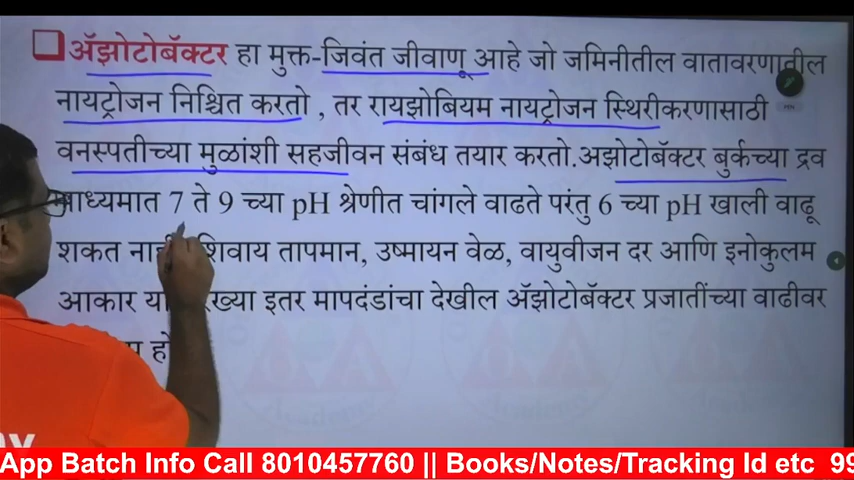 ॲझोटोबॅक्टर हा मुक्त-जिवंत जीवाणू आहे जो जमिनीतील वातावरणातील
नायट्रोजन निश्चित करतो , तर रायझोबियम नायट्रोजन स्थिरीकरणासाठी
वनस्पतीच्या मुळांशी सहजीवन संबंध तयार करतो.अझोटोबॅक्टर बुर्कच्या द्रव
माध्यमात 7 ते 9 च्या pH श्रेणीत चांगले वाढते परंतु 6 च्या pH खाली वाढू
शकत शिवाय तापमान, उष्मायन वेळ, वायुवीजन दर आणि इनोकुलम
आकार इतर मापदंडांचा देखील ॲझोटोबॅक्टर प्रजातींच्या वाढीवर
App Batch Info Call 8010457760 || Books/Notes/Tracking Id etc 99